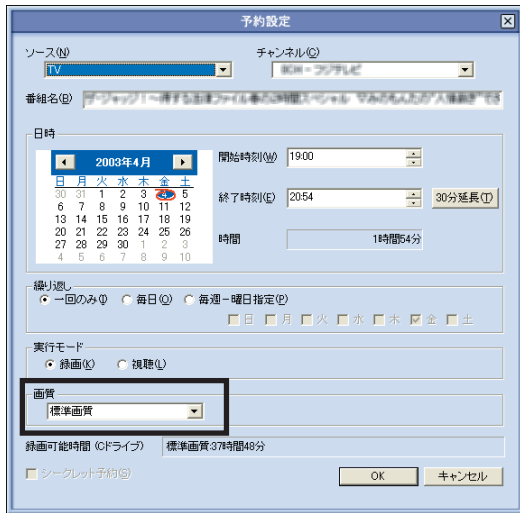 予約設定
ソース(N) チャンネル(C)
TV
番組名(B)
日時
2003年4月 開始時刻(W) 19:00
日 月 火 水 木 金 土
30 31 1 2 3 4 5 終了時刻(E) 20:54 30分延長(T)
6 7 8 9 10 11 12
13 14 15 16 17 18 19
20 21 22 23 24 25 26 時間 1時間54分
27 28 29 30 1 2 3
4 5 6 7 8 9 10
繰り返し
一回のみ(I) 毎日(Q) 毎週-曜日指定(P)
日 月 火 水 木 金 土
実行モード
録画(K) 視聴(L)
画質
標準画質
録画可能時間 (Cドライブ) 標準画質:37時間48分
シークレット予約(S)
OK キャンセル